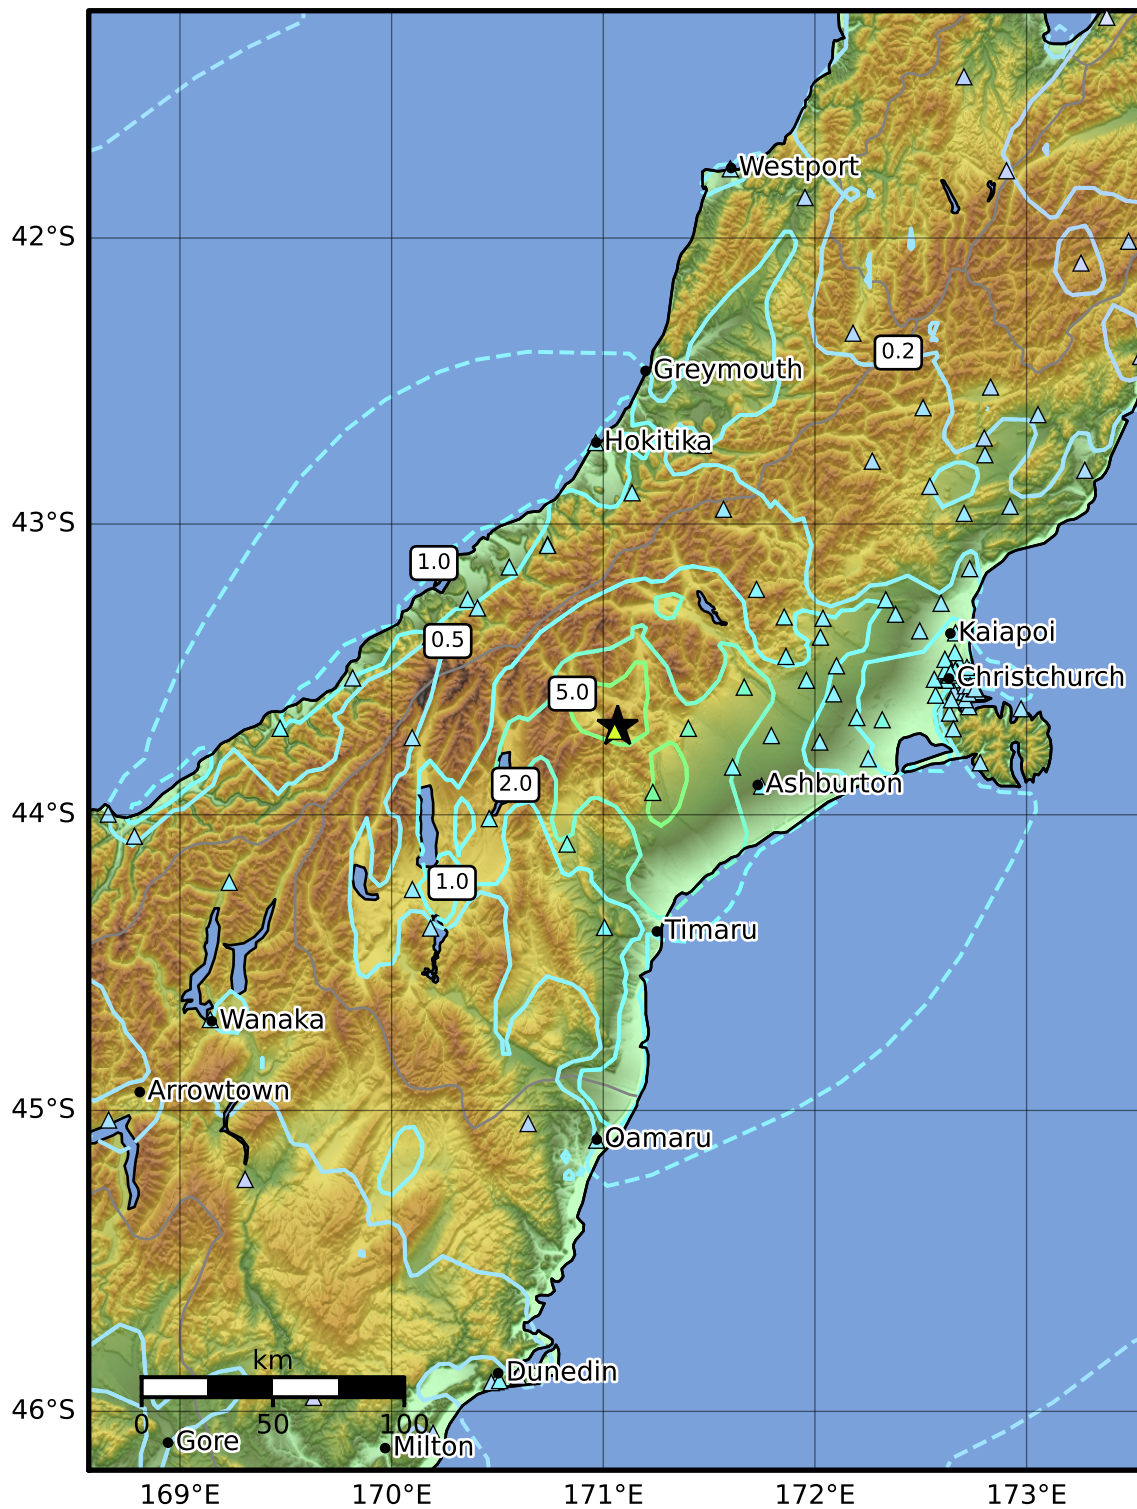 Westport
42°S
0.2
Greymouth
Hokitika
43°S
1.0
Kaiapoi
0.5
Christchurch
5.0
2.0
Ashburton
44°S
1.0
Timaru
Wanaka
Arrowtown
45°S
Oamaru
km
Dunedin
46°S
0 50 100
Gore
Milton
169°E 170°E 171°E 172°E 173°E